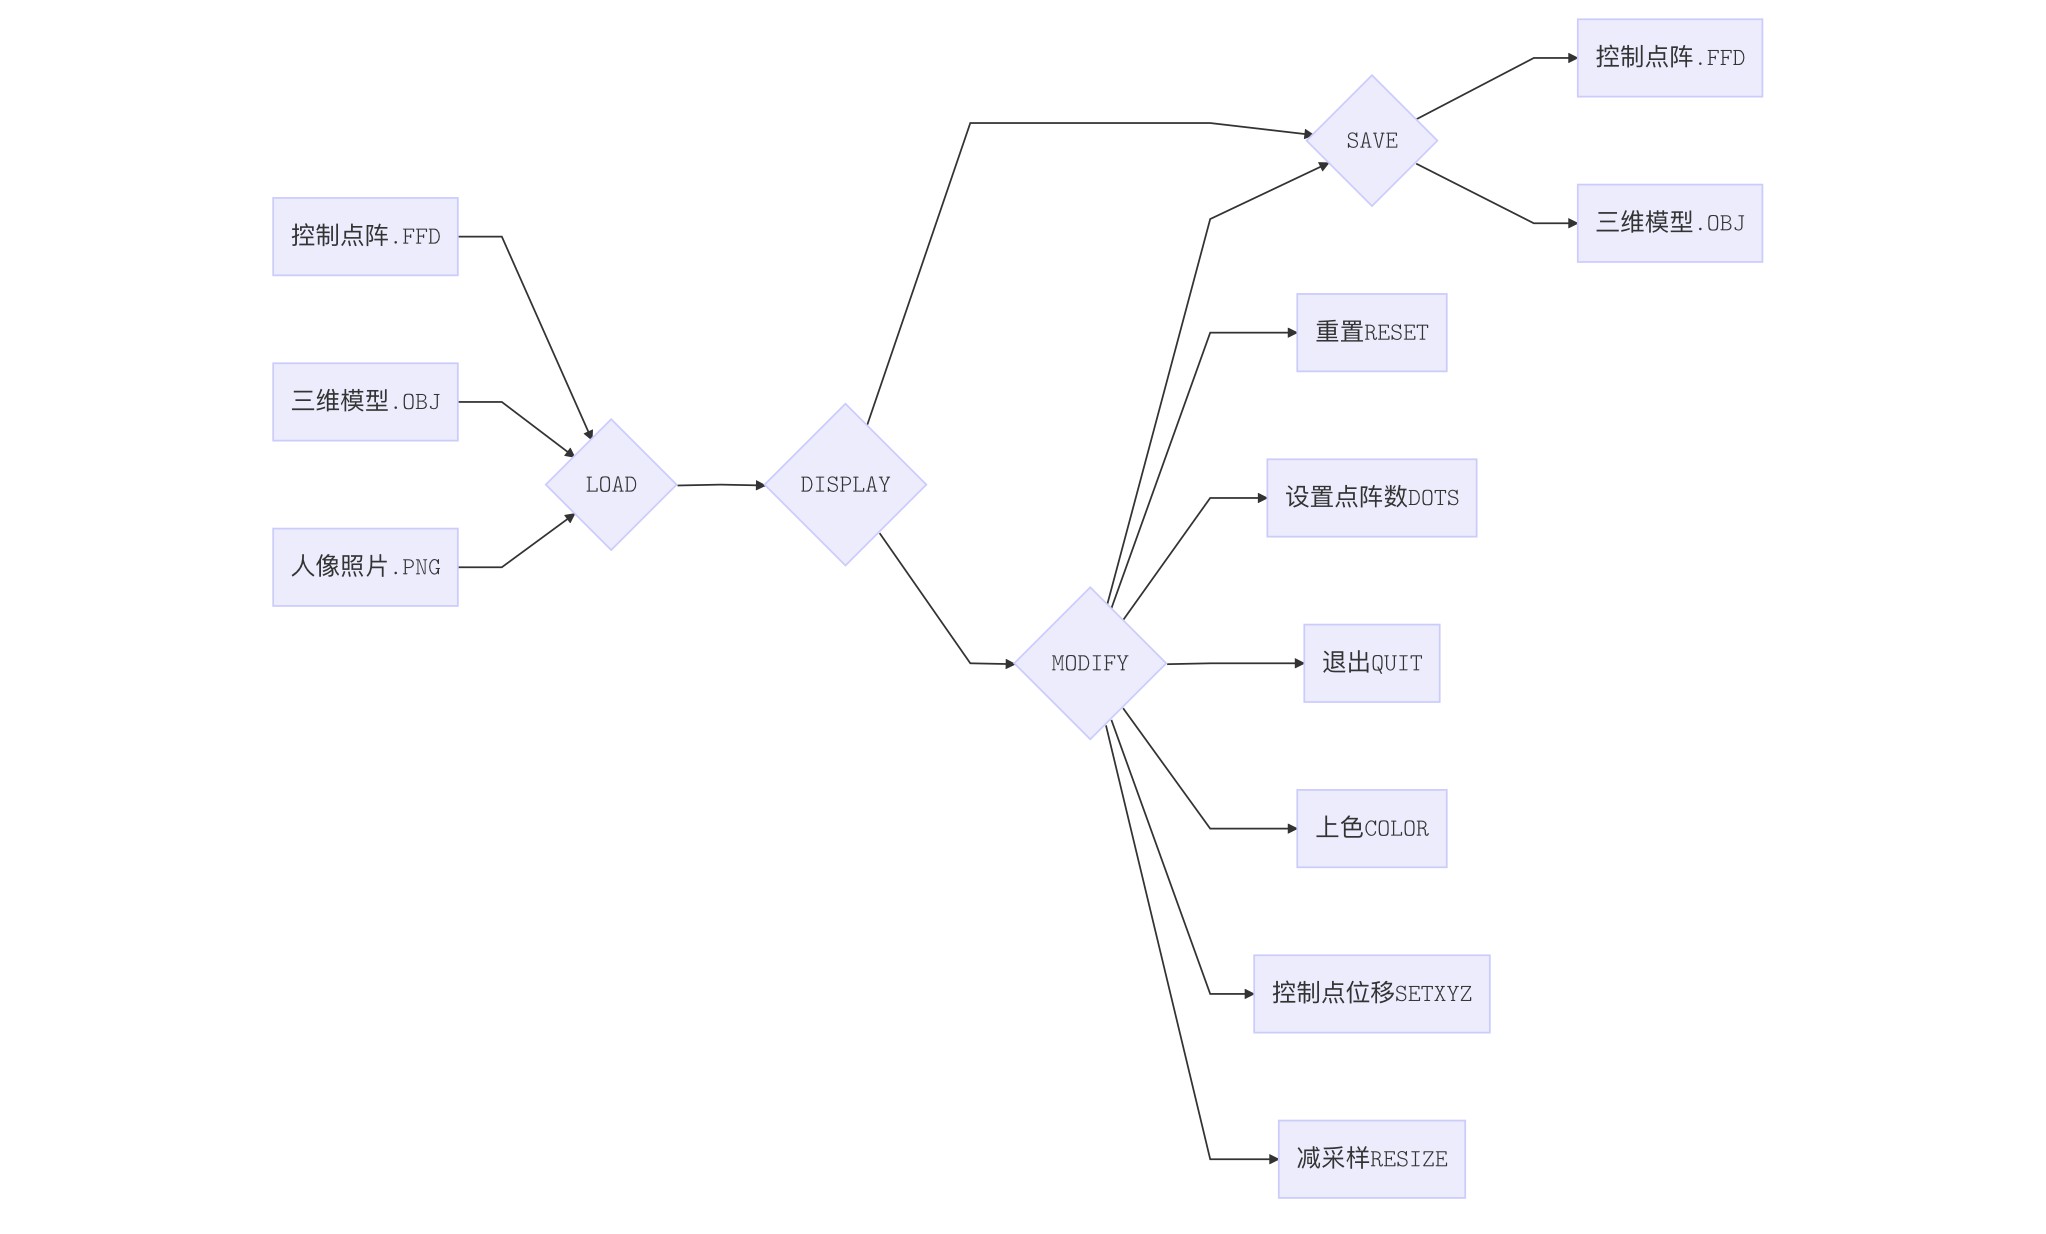 控制点阵.FFD
三维模型.OBJ
人像照片.PNG
LOAD
DISPLAY
MODIFY
SAVE
控制点阵.FFD
三维模型.OBJ
重置RESET
设置点阵数DOTS
退出QUIT
上色COLOR
控制点位移SETXYZ
减采样RESIZE